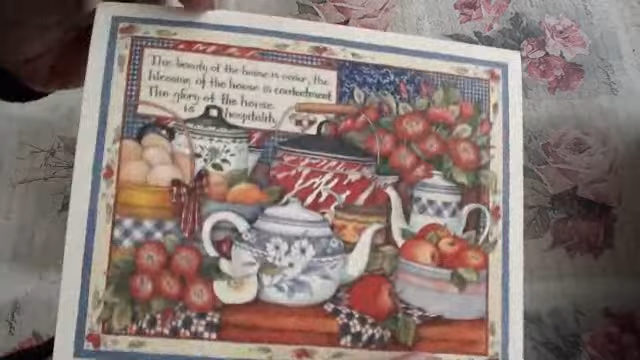 The beauty of the house is order, the
blessing of the house is contentment
The glory of the house
is hospitality